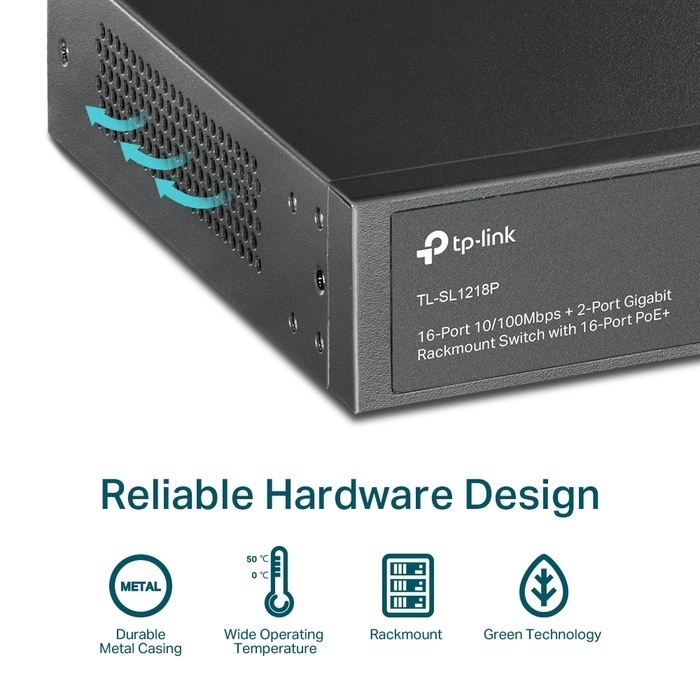 tp-link
TL-SL1218P
16-Port 10/100Mbps + 2-Port Gigabit
Rackmount Switch with 16-Port PoE+
Reliable Hardware Design
METAL
50 ℃
0 ℃
Durable
Metal Casing
Wide Operating
Temperature
Rackmount
Green Technology